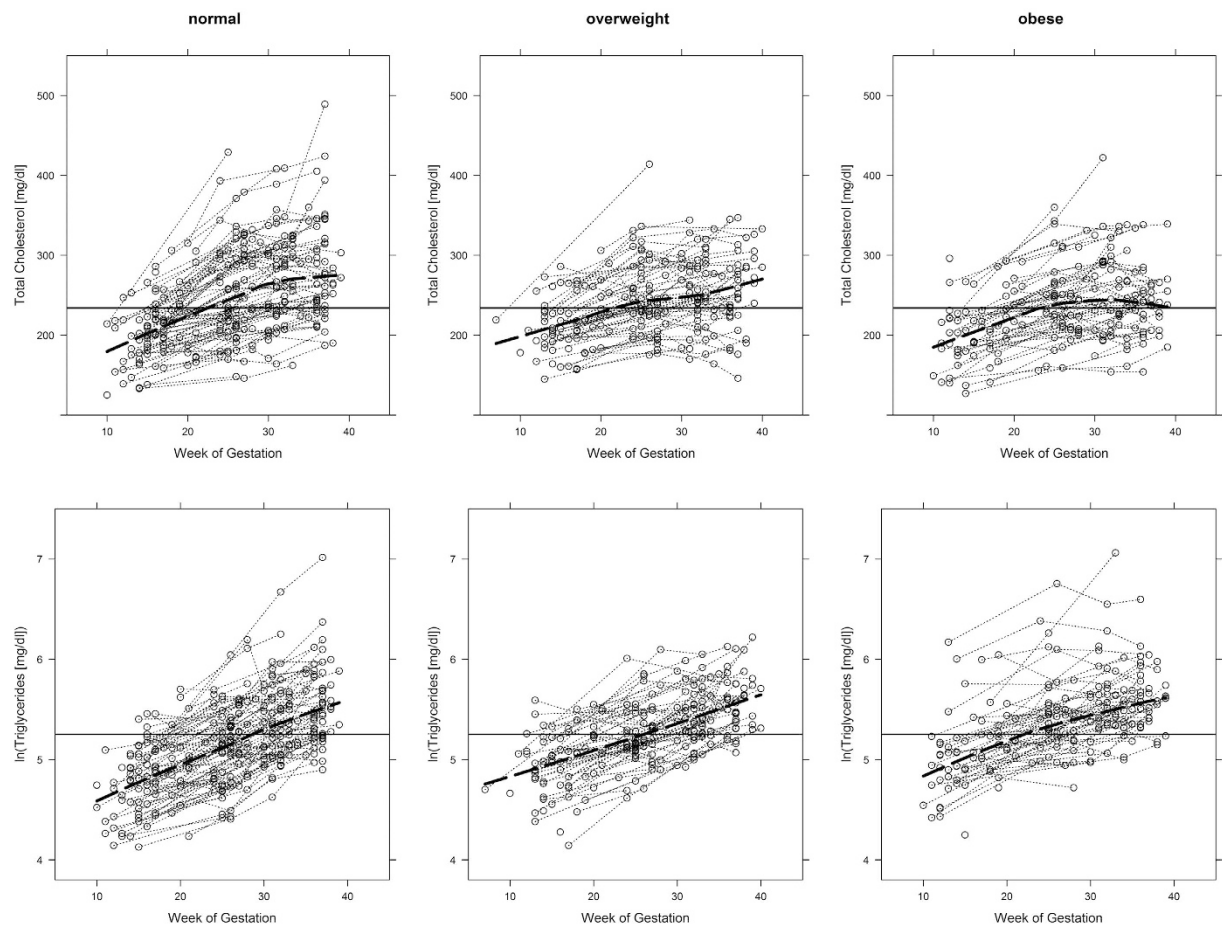 normal overweight obese
500 500 500
400 400 400
300 300 300
200 200 200
Total Cholesterol [mg/dl] Total Cholesterol [mg/dl] Total Cholesterol [mg/dl]
10 20 30 40 10 20 30 40 10 20 30 40
Week of Gestation Week of Gestation Week of Gestation
7 7 7
6 6 6
5 5 5
4 4 4
ln(Triglycerides [mg/dl]) ln(Triglycerides [mg/dl]) ln(Triglycerides [mg/dl])
10 20 30 40 10 20 30 40 10 20 30 40
Week of Gestation Week of Gestation Week of Gestation